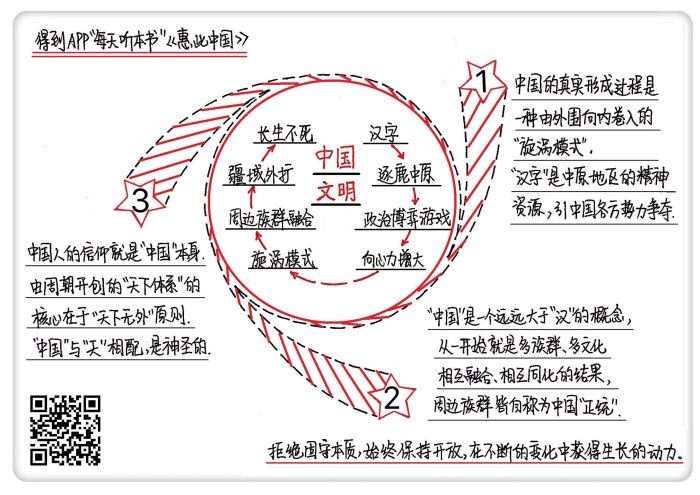 得到APP“每天听本书”《惠此中国》
1
中国的真实形成过程是
一种由外围向内卷入的
“旋涡模式”.
“汉字”是中原地区的精神
资源,引中国各方势力争夺.
中国
文明
汉字
逐鹿中原
政治博弈游戏
向心力增大
旋涡模式
周边族群融合
疆域外扩
长生不死
2
“中国”是一个远远大于“汉”的概念,
从一开始就是多族群、多文化
相互融合、相互同化的结果,
周边族群皆自称为中国“正统”.
3
中国人的信仰就是“中国”本身.
由周朝开创的“天下体系”的
核心在于“天下无外”原则.
“中国”与“天”相配,是神圣的.
拒绝固守本质,始终保持开放,在不断的变化中获得生长的动力.